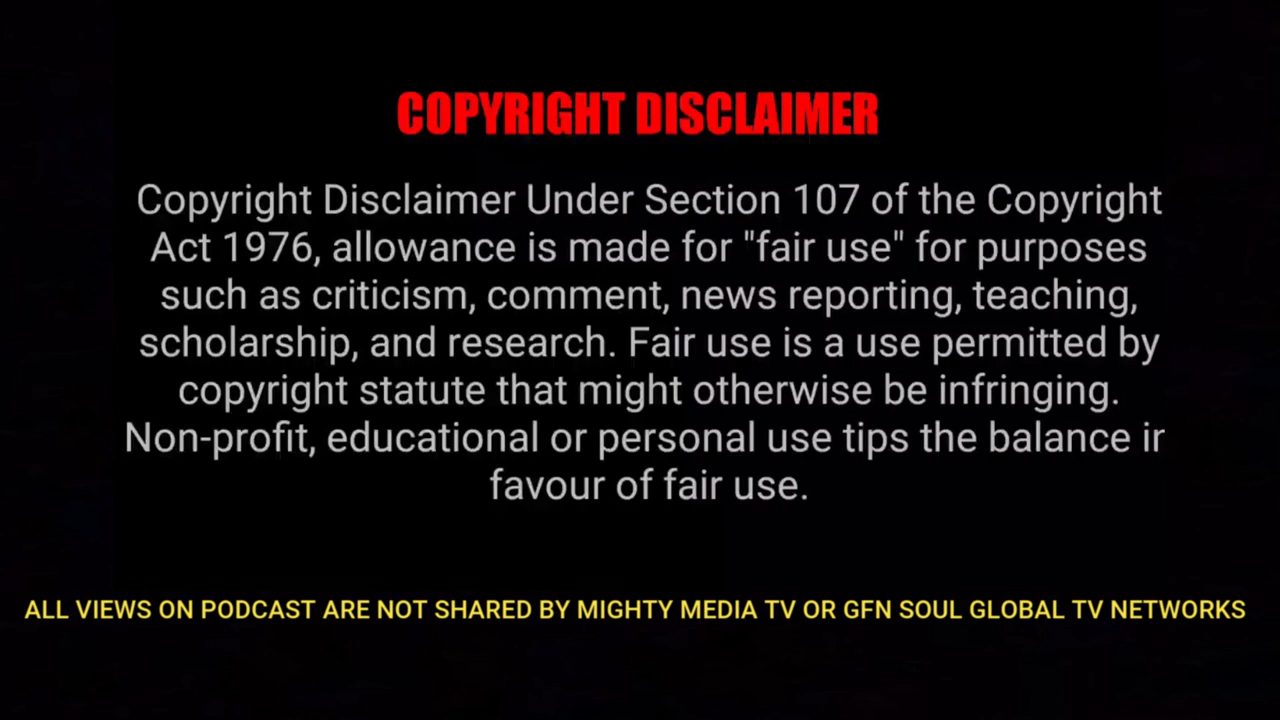 COPYRIGHT DISCLAIMER
Copyright Disclaimer Under Section 107 of the Copyright
Act 1976, allowance is made for "fair use" for purposes
such as criticism, comment, news reporting, teaching,
scholarship, and research. Fair use is a use permitted by
copyright statute that might otherwise be infringing.
Non-profit, educational or personal use tips the balance ir
favour of fair use.
ALL VIEWS ON PODCAST ARE NOT SHARED BY MIGHTY MEDIA TV OR GFN SOUL GLOBAL TV NETWORKS